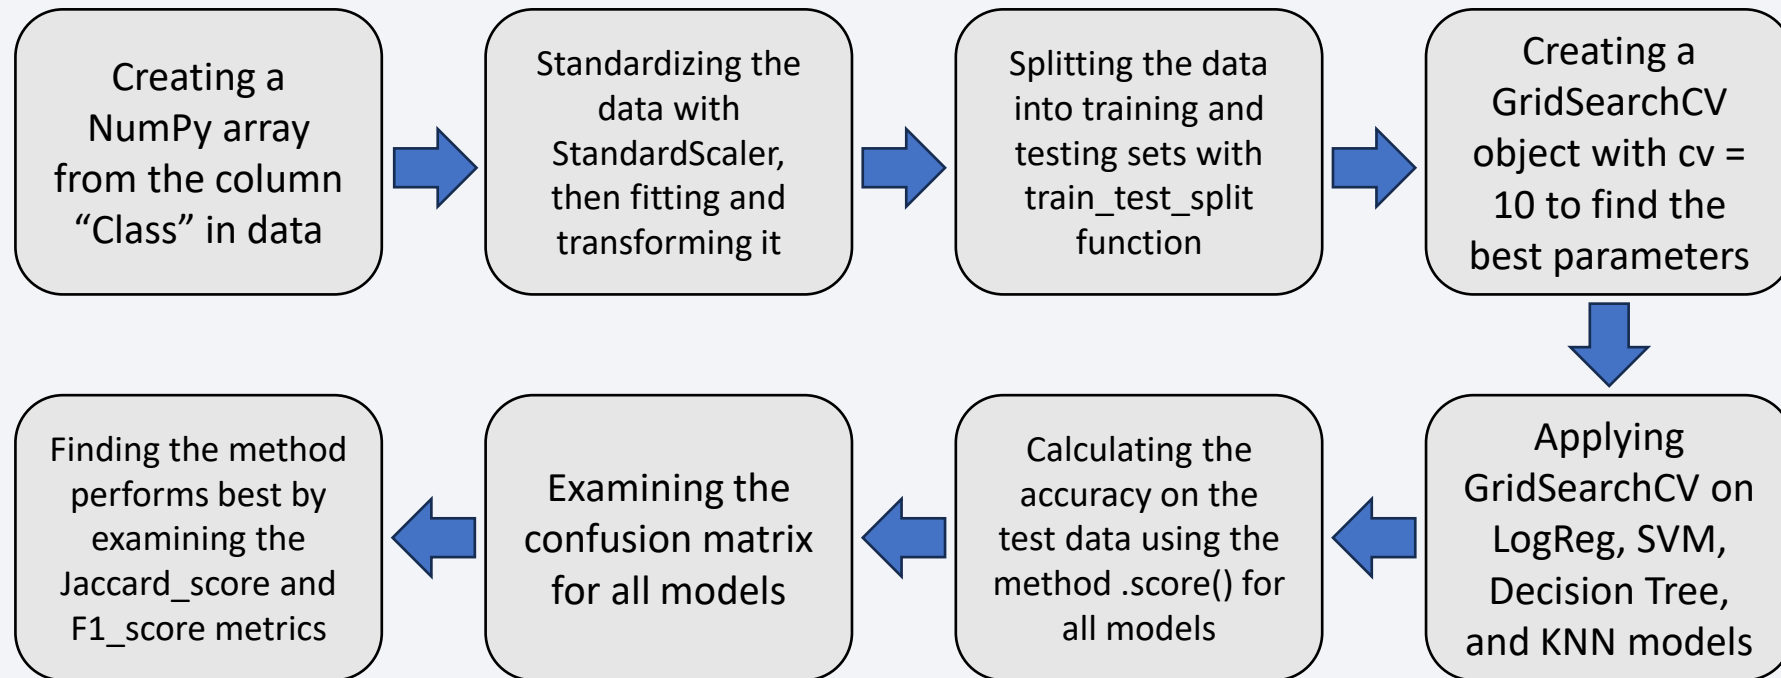 Creating a
NumPy array
from the column
“Class” in data
Standardizing the
data with
StandardScaler,
then fitting and
transforming it
Splitting the data
into training and
testing sets with
train_test_split
function
Creating a
GridSearchCV
object with cv =
10 to find the
best parameters
Applying
GridSearchCV on
LogReg, SVM,
Decision Tree,
and KNN models
Calculating the
accuracy on the
test data using the
method .score() for
all models
Examining the
confusion matrix
for all models
Finding the method
performs best by
examining the
Jaccard_score and
F1_score metrics